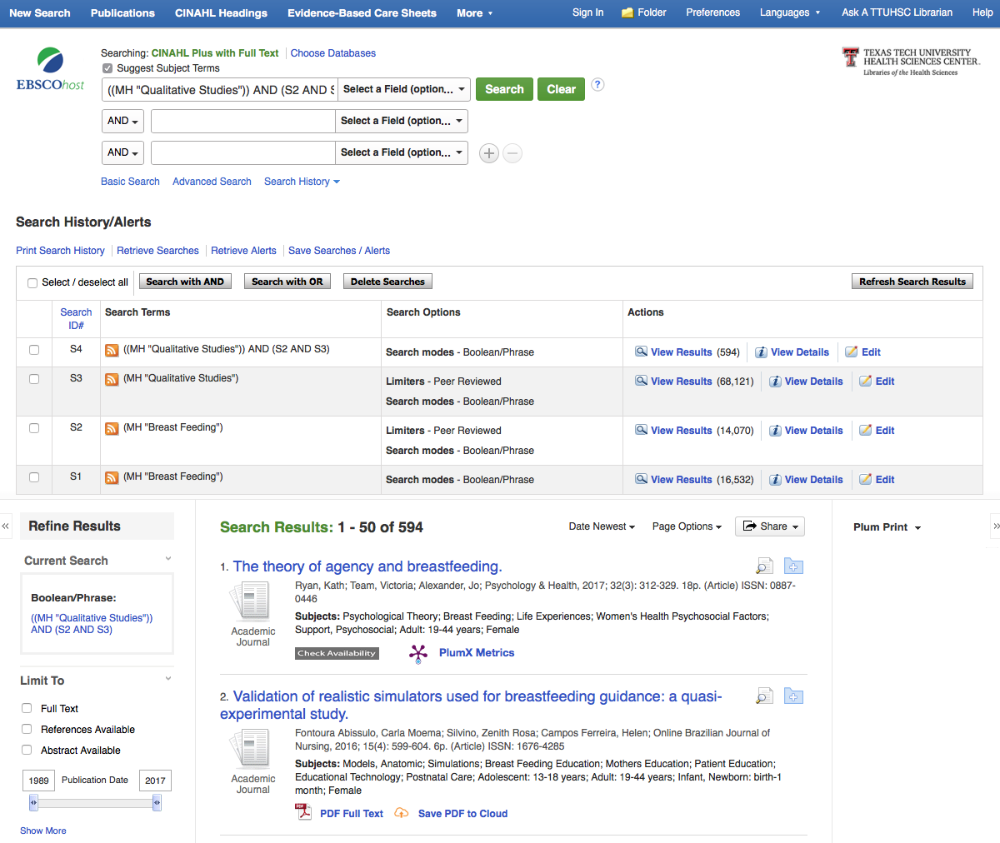 New Search Publications CINAHL Headings Evidence-Based Care Sheets More Sign In Folder Preferences Languages Ask A TTUHSC Librarian Help
EBSCOhost
Searching: CINAHL Plus with Full Text Choose Databases
Suggest Subject Terms
((MH "Qualitative Studies")) AND (S2 AND S Select a Field (option... Search Clear ?
AND Select a Field (option...
AND Select a Field (option...
Basic Search Advanced Search Search History
TEXAS TECH UNIVERSITY
HEALTH SCIENCES CENTER.
Libraries of the Health Sciences
Search History/Alerts
Print Search History Retrieve Searches Retrieve Alerts Save Searches / Alerts
Select / deselect all Search with AND Search with OR Delete Searches Refresh Search Results
Search ID# Search Terms Search Options Actions
S4 ((MH "Qualitative Studies")) AND (S2 AND S3) Search modes - Boolean/Phrase View Results (594) View Details Edit
S3 (MH "Qualitative Studies") Limiters - Peer Reviewed View Results (68,121) View Details Edit
Search modes - Boolean/Phrase
S2 (MH "Breast Feeding") Limiters - Peer Reviewed View Results (14,070) View Details Edit
Search modes - Boolean/Phrase
S1 (MH "Breast Feeding") Search modes - Boolean/Phrase View Results (16,532) View Details Edit
Refine Results
Current Search
Boolean/Phrase:
((MH "Qualitative Studies"))
AND (S2 AND S3)
Limit To
Full Text
References Available
Abstract Available
1989 Publication Date 2017
Show More
Search Results: 1 - 50 of 594 Date Newest Page Options Share
1. The theory of agency and breastfeeding.
Academic
Journal
Ryan, Kath; Team, Victoria; Alexander, Jo; Psychology & Health, 2017; 32(3): 312-329. 18p. (Article) ISSN: 0887-
0446
Subjects: Psychological Theory; Breast Feeding; Life Experiences; Women's Health Psychosocial Factors;
Support, Psychosocial; Adult: 19-44 years; Female
Check Availability PlumX Metrics
2. Validation of realistic simulators used for breastfeeding guidance: a quasi-
experimental study.
Academic
Journal
Fontoura Abissulo, Carla Moema; Silvino, Zenith Rosa; Campos Ferreira, Helen; Online Brazilian Journal of
Nursing, 2016; 15(4): 599-604. 6p. (Article) ISSN: 1676-4285
Subjects: Models, Anatomic; Simulations; Breast Feeding Education; Mothers Education; Patient Education;
Educational Technology; Postnatal Care; Adolescent: 13-18 years; Adult: 19-44 years; Infant, Newborn: birth-1
month; Female
PDF PDF Full Text Save PDF to Cloud
Plum Print